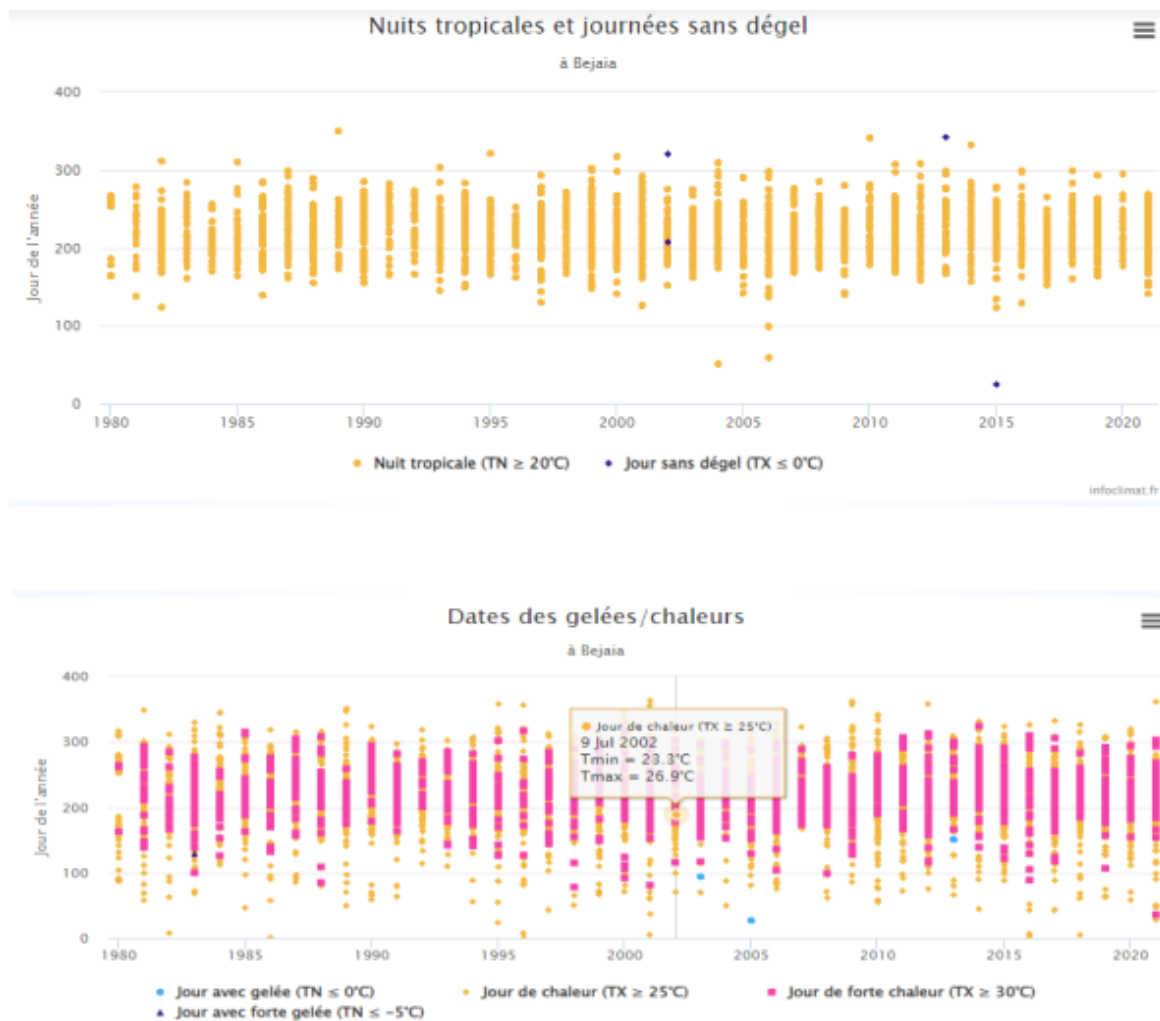 Nuits tropicales et journées sans dégel
à Bejaia
400
300
200
100
0
Jour de l'année
1980 1985 1990 1995 2000 2005 2010 2015 2020
Nuit tropicale (TN ≥ 20°C) Jour sans dégel (TX ≤ 0°C)
infoclimat.fr
Dates des gelées/chaleurs
à Bejaia
400
300
200
100
0
Jour de l'année
Jour de chaleur (TX ≥ 25°C)
9 Jul 2002
Tmin = 23.3°C
Tmax = 26.9°C
1980 1985 1990 1995 2000 2005 2010 2015 2020
Jour avec gelée (TN ≤ 0°C) Jour de chaleur (TX ≥ 25°C) Jour de forte chaleur (TX ≥ 30°C)
Jour avec forte gelée (TN ≤ -5°C)